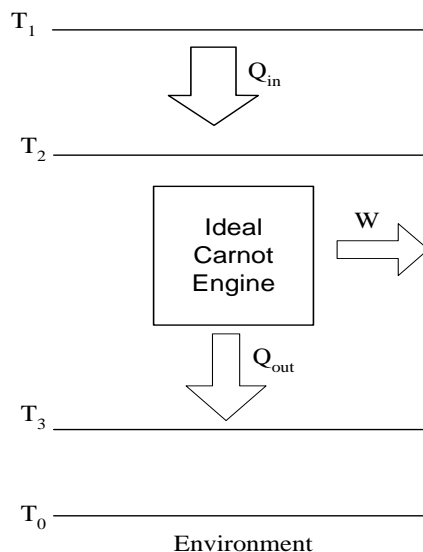 T1
Qin
T2
Ideal
Carnot
Engine
W
Qout
T3
T0
Environment